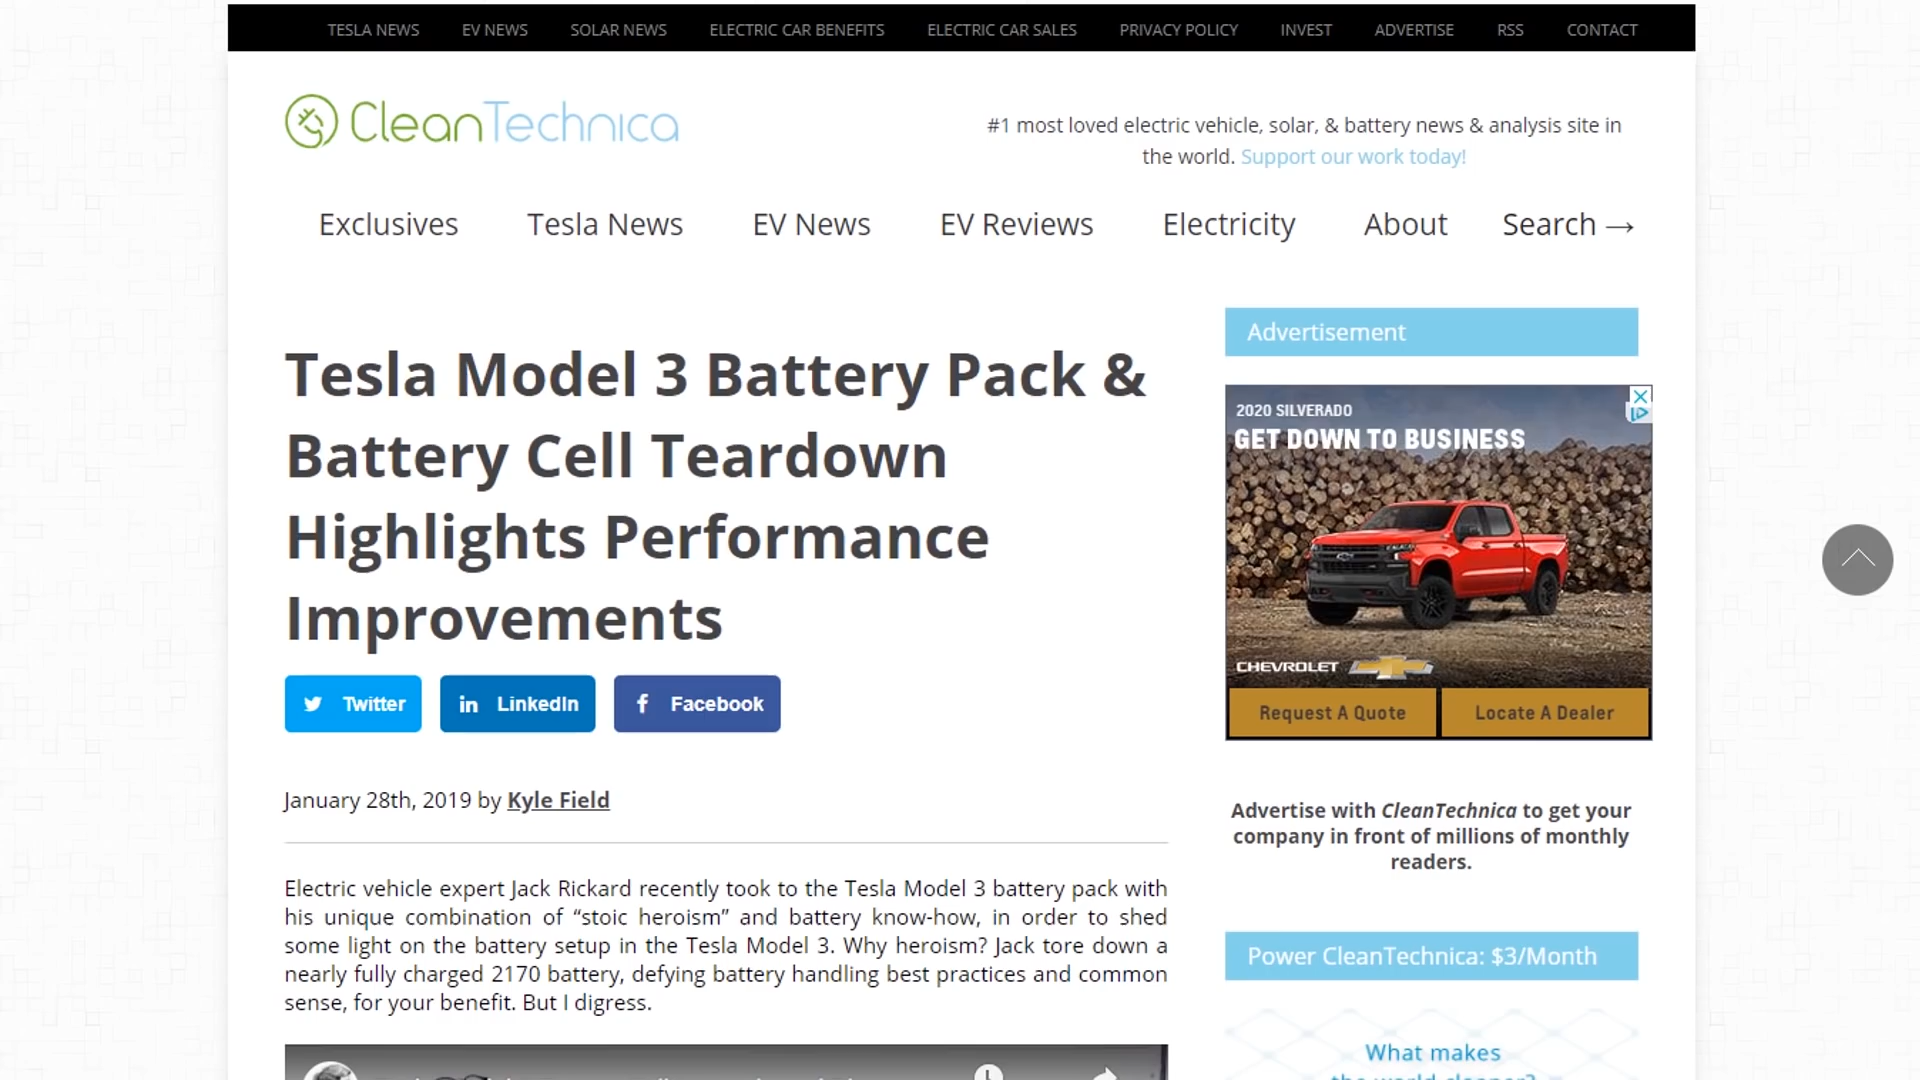 TESLA NEWS EV NEWS SOLAR NEWS ELECTRIC CAR BENEFITS ELECTRIC CAR SALES PRIVACY POLICY INVEST ADVERTISE RSS CONTACT
CleanTechnica
#1 most loved electric vehicle, solar, & battery news & analysis site in
the world. Support our work today!
Exclusives Tesla News EV News EV Reviews Electricity About Search →
Tesla Model 3 Battery Pack &
Battery Cell Teardown
Highlights Performance
Improvements
Twitter LinkedIn Facebook
January 28th, 2019 by Kyle Field
Electric vehicle expert Jack Rickard recently took to the Tesla Model 3 battery pack with
his unique combination of “stoic heroism” and battery know-how, in order to shed
some light on the battery setup in the Tesla Model 3. Why heroism? Jack tore down a
nearly fully charged 2170 battery, defying battery handling best practices and common
sense, for your benefit. But I digress.
Advertisement
2020 SILVERADO
GET DOWN TO BUSINESS
CHEVROLET
Request A Quote Locate A Dealer
Advertise with CleanTechnica to get your
company in front of millions of monthly
readers.
Power CleanTechnica: $3/Month
What makes
the world cleaner?